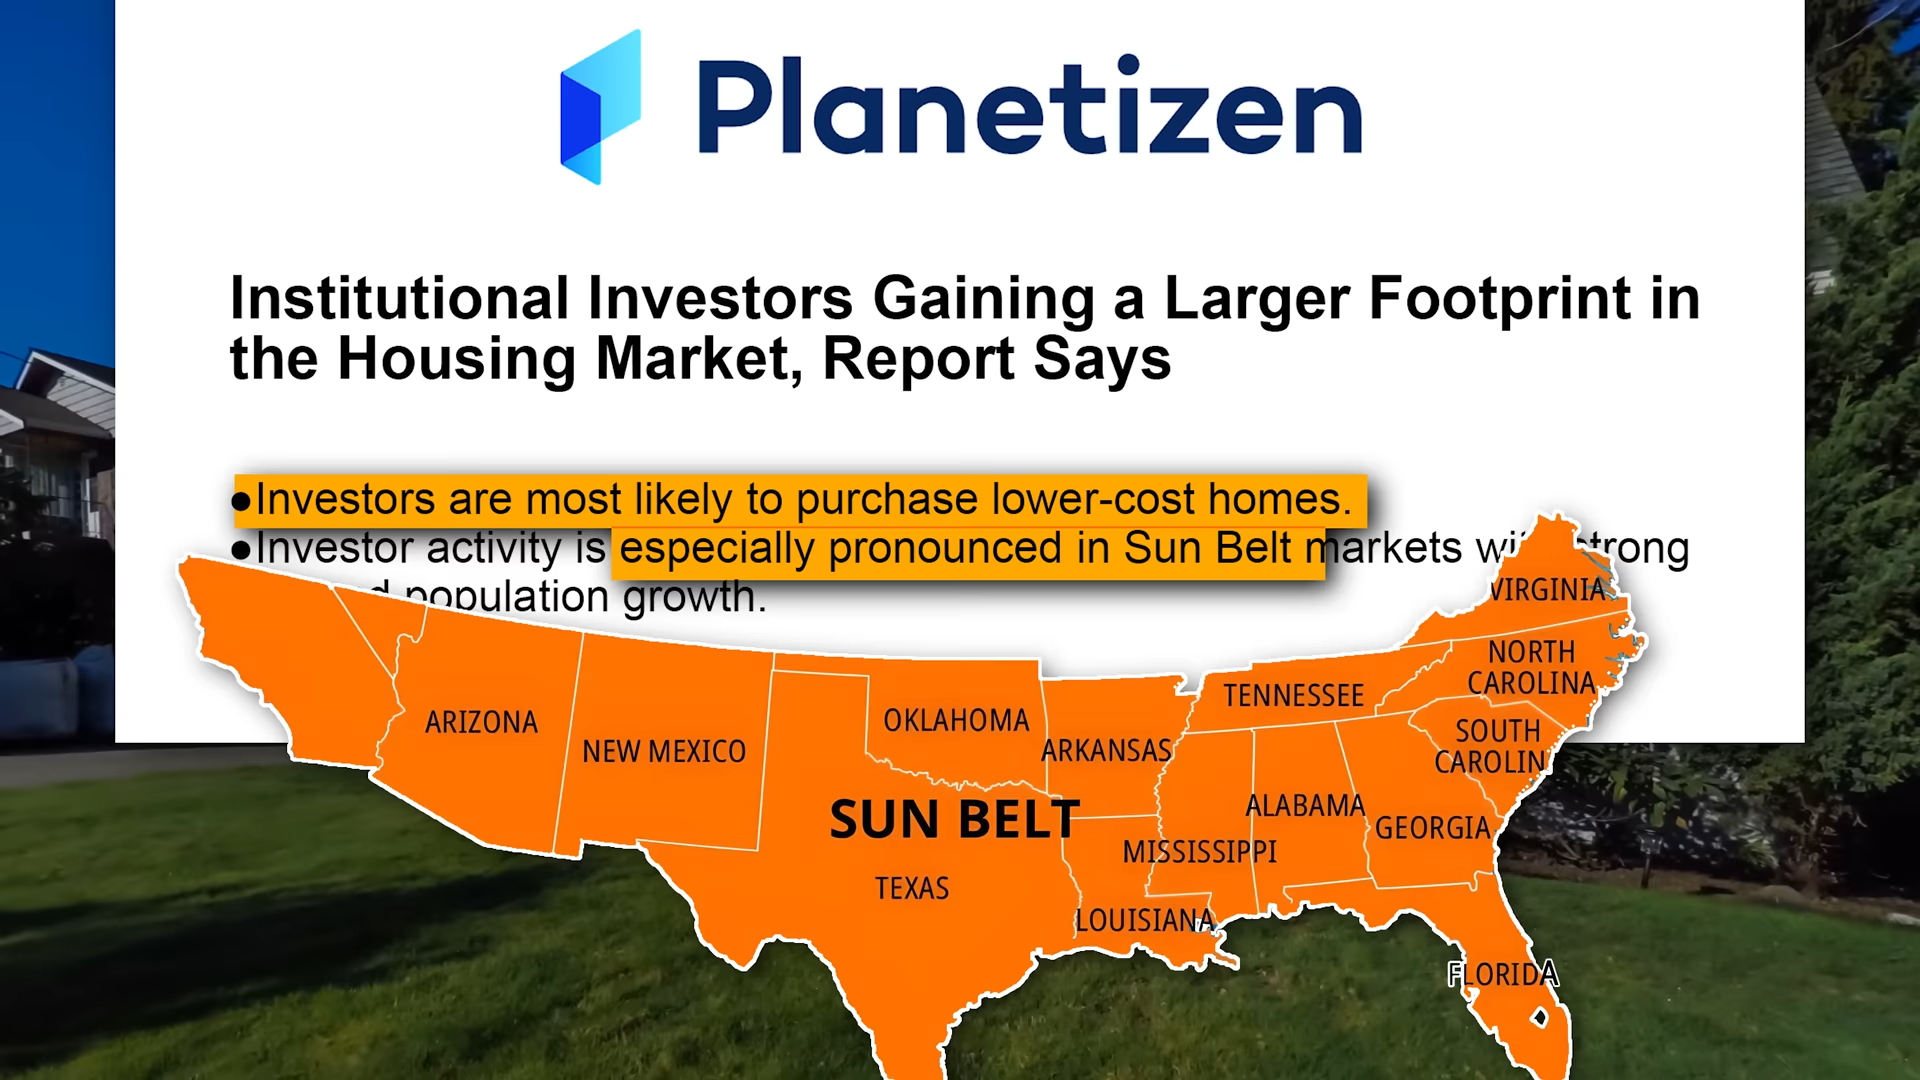 Planetizen
Institutional Investors Gaining a Larger Footprint in
the Housing Market, Report Says
●Investors are most likely to purchase lower-cost homes.
●Investor activity is especially pronounced in Sun Belt markets strong
population growth.
VIRGINIA
NORTH
CAROLINA
TENNESSEE
OKLAHOMA
ARIZONA
NEW MEXICO
ARKANSAS
SOUTH
CAROLIN
SUN BELT
ALABAMA
GEORGIA
MISSISSIPPI
TEXAS
LOUISIANA
FLORIDA